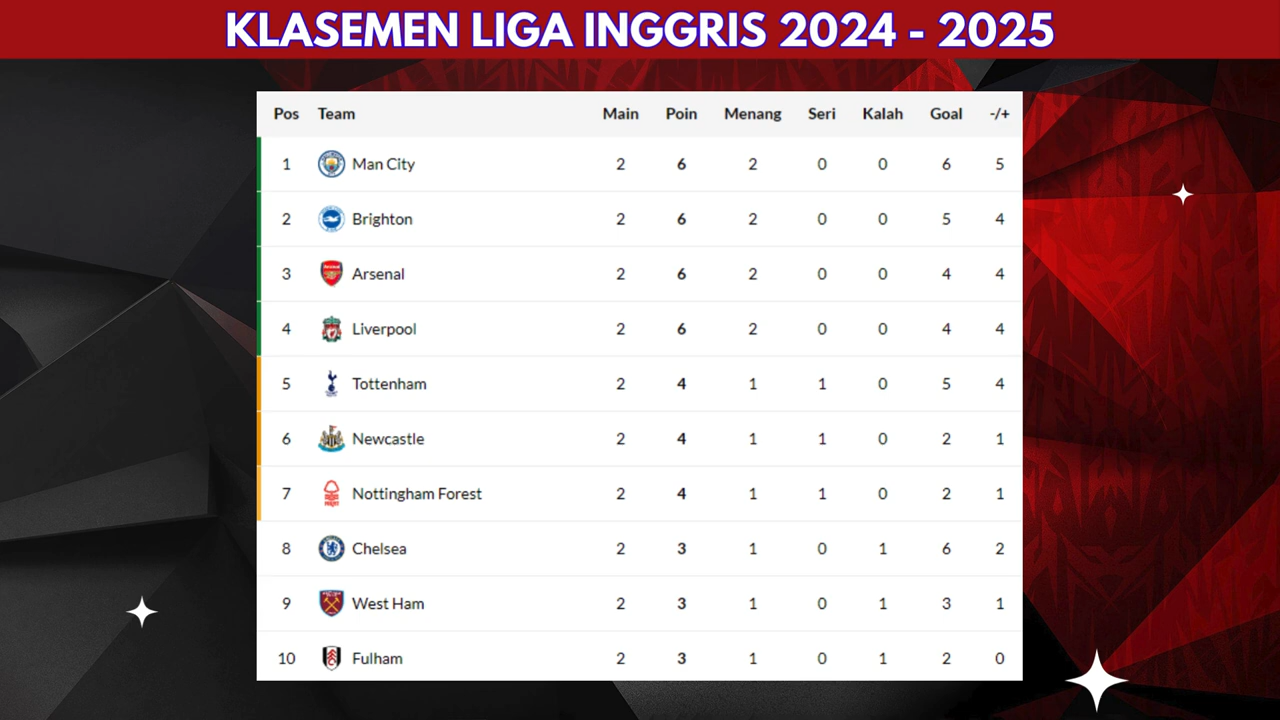 KLASEMEN LIGA INGGRIS 2024 - 2025
Pos Team Main Poin Menang Seri Kalah Goal -/+
1 Man City 2 6 2 0 0 6 5
2 Brighton 2 6 2 0 0 5 4
3 Arsenal 2 6 2 0 0 4 4
4 Liverpool 2 6 2 0 0 4 4
5 Tottenham 2 4 1 1 0 5 4
6 Newcastle 2 4 1 1 0 2 1
7 Nottingham Forest 2 4 1 1 0 2 1
8 Chelsea 2 3 1 0 1 6 2
9 West Ham 2 3 1 0 1 3 1
10 Fulham 2 3 1 0 1 2 0